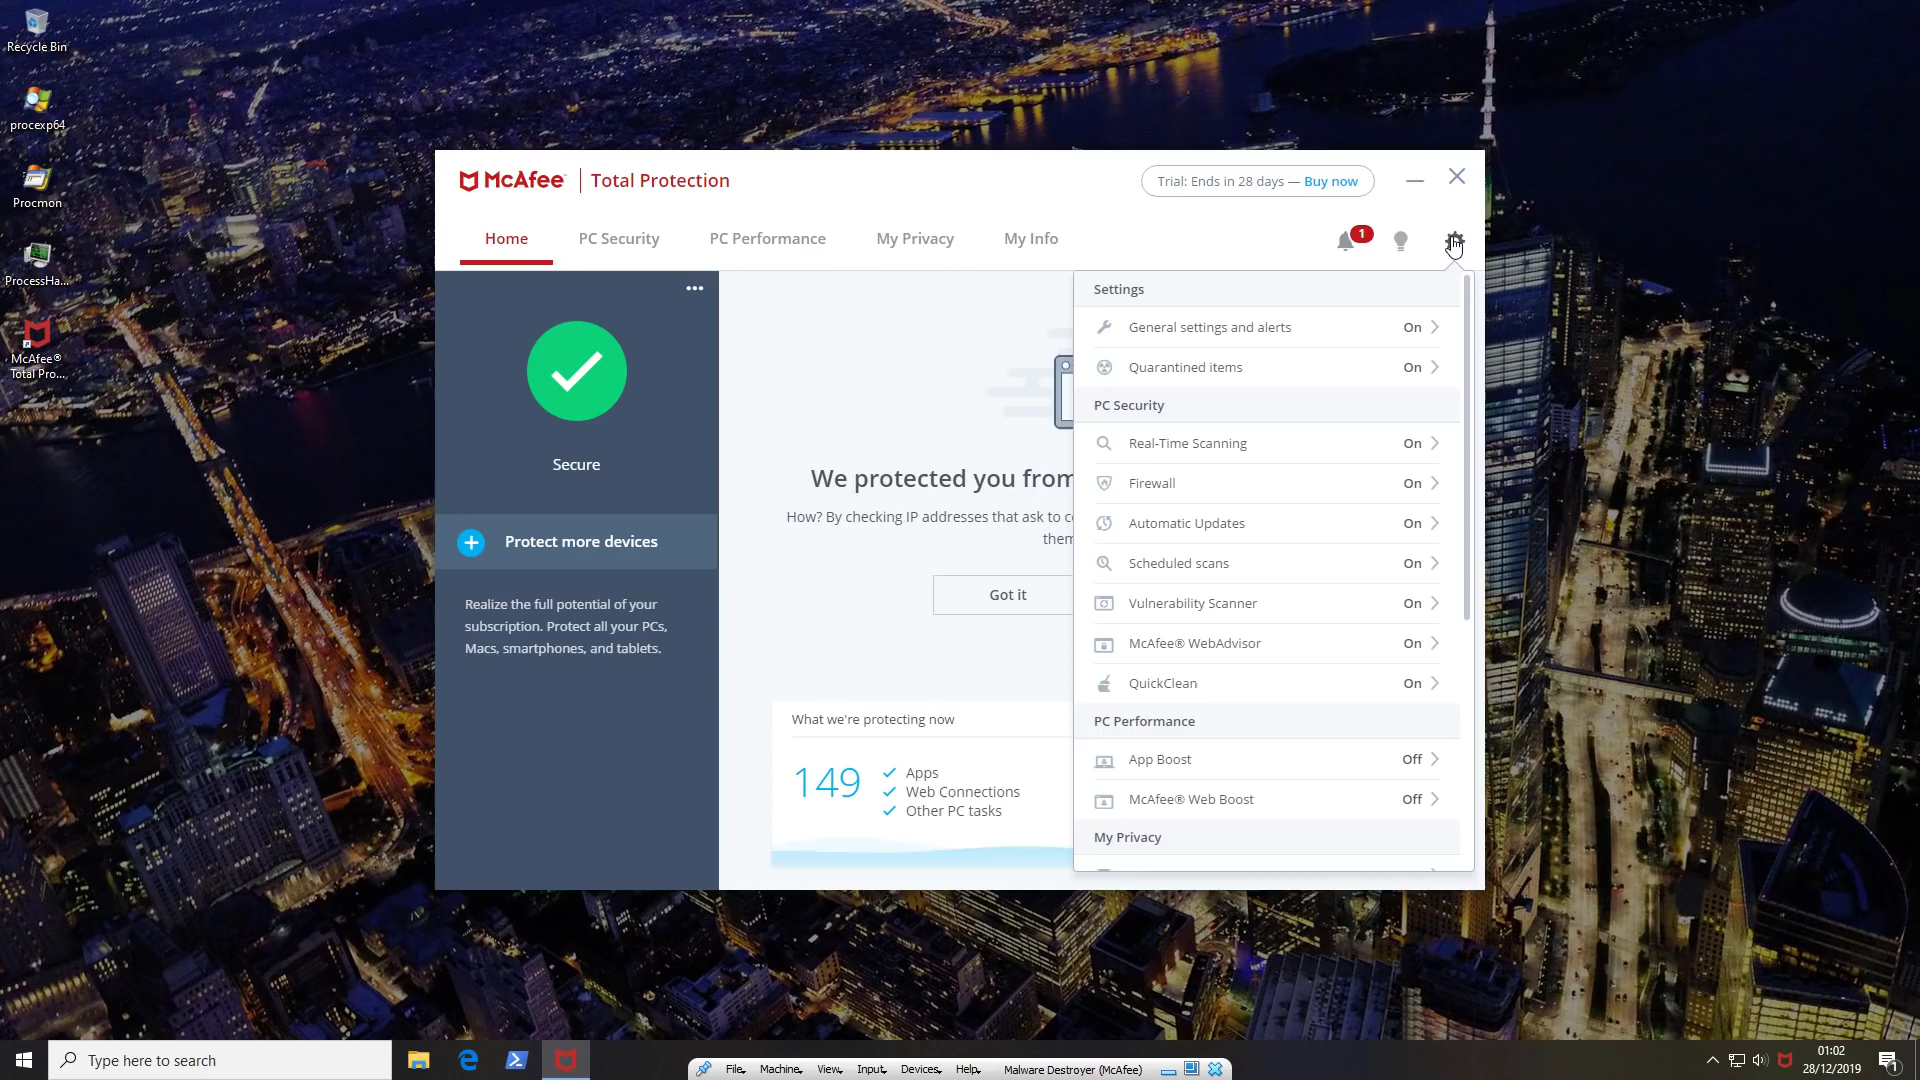 Recycle Bin
procexp64
Procmon
ProcessHa...
McAfee®
Total Pro...
McAfee | Total Protection
Trial: Ends in 28 days — Buy now
Home PC Security PC Performance My Privacy My Info
1
Secure
Protect more devices
Realize the full potential of your
subscription. Protect all your PCs,
Macs, smartphones, and tablets.
We protected you from
How? By checking IP addresses that ask to
Got it
What we're protecting now
149
Apps
Web Connections
Other PC tasks
Settings
General settings and alerts On
Quarantined items On
PC Security
Real-Time Scanning On
Firewall On
Automatic Updates On
Scheduled scans On
Vulnerability Scanner On
McAfee® WebAdvisor On
QuickClean On
PC Performance
App Boost Off
McAfee® Web Boost Off
My Privacy
Type here to search
File Machine View Input Devices Help Malware Destroyer (McAfee)
01:02
28/12/2019
1